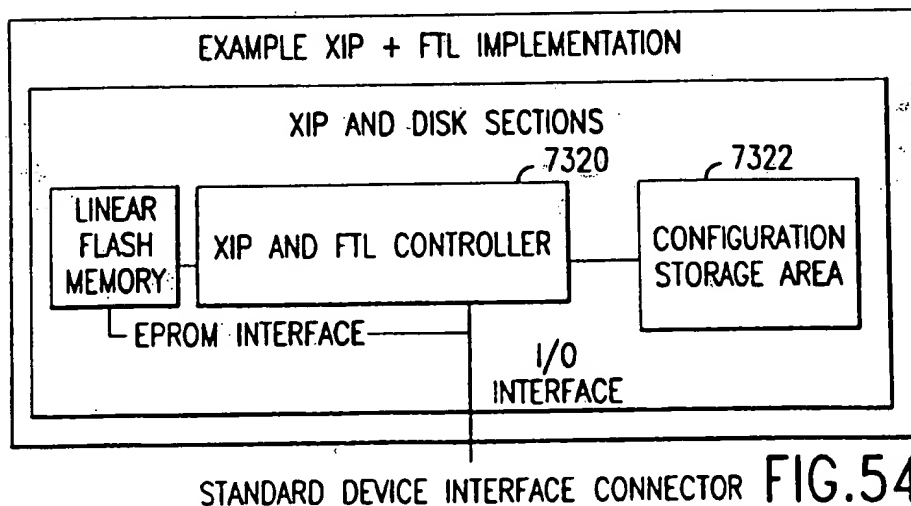 EXAMPLE XIP + FTL IMPLEMENTATION
XIP AND DISK SECTIONS
7320
7322
LINEAR
FLASH
MEMORY
XIP AND FTL CONTROLLER
CONFIGURATION
STORAGE AREA
EPROM INTERFACE
I/O
INTERFACE
STANDARD DEVICE INTERFACE CONNECTOR FIG.54